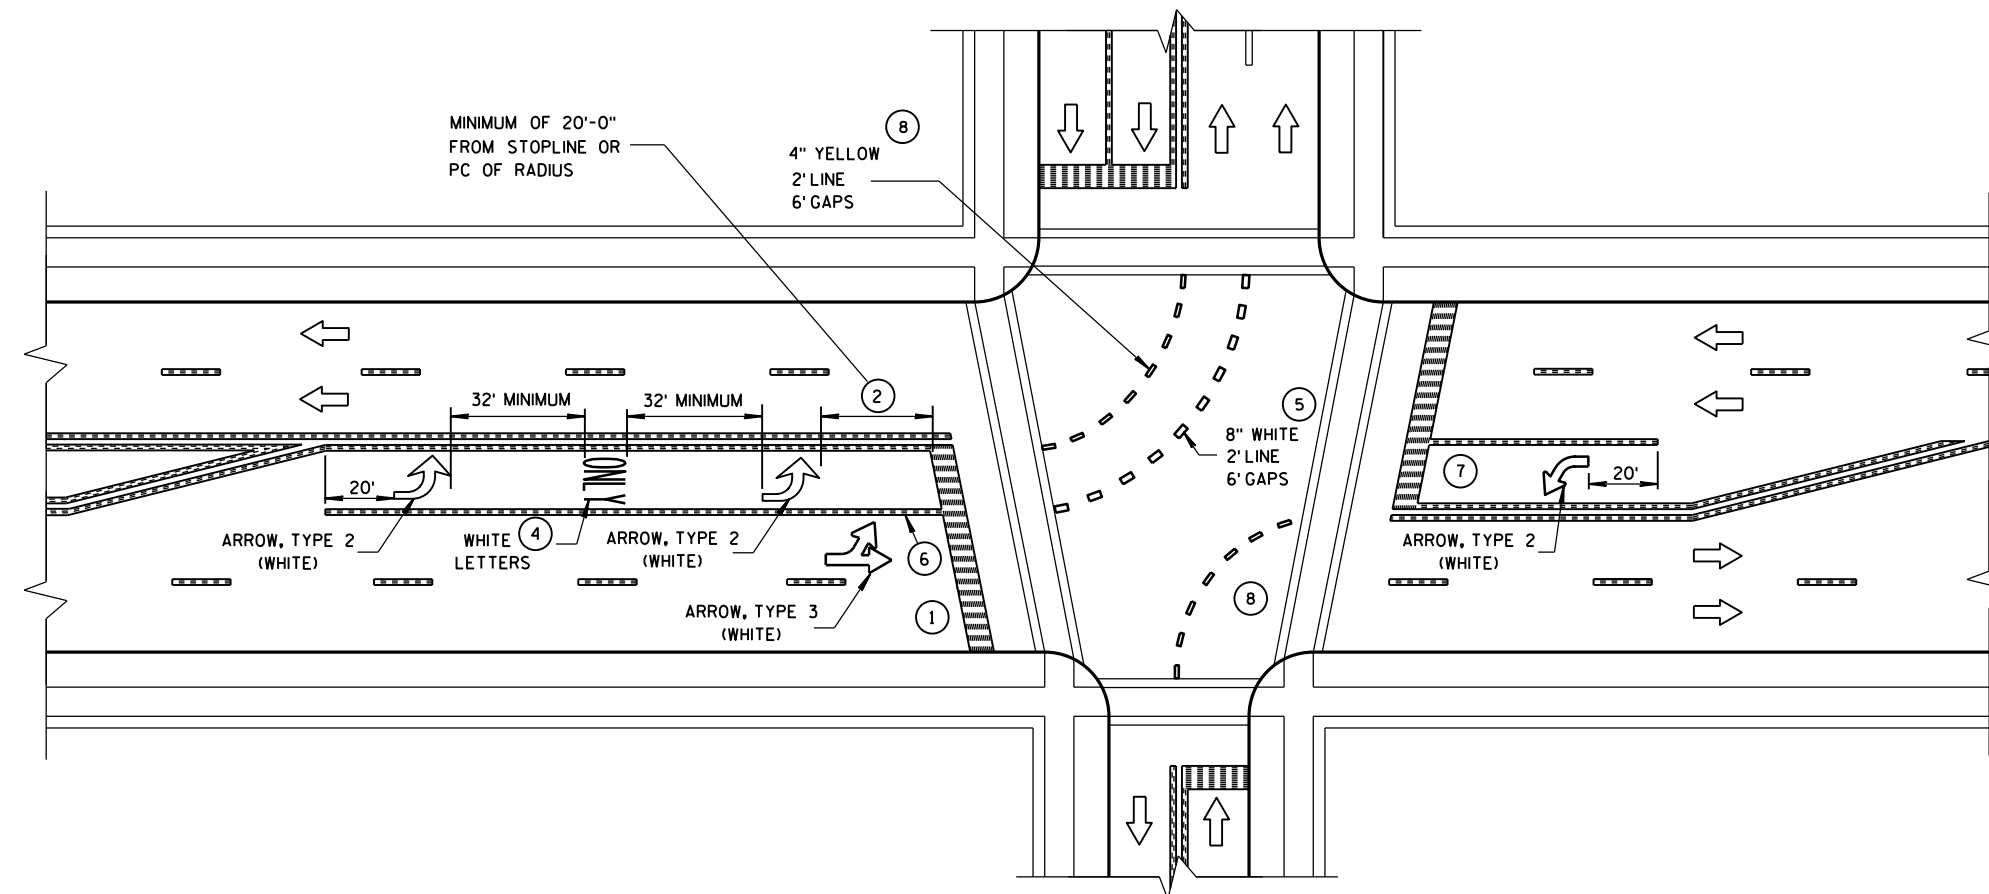 MINIMUM OF 20'-0"
FROM STOPLINE OR
PC OF RADIUS
8
4" YELLOW
2' LINE
6' GAPS
32' MINIMUM
32' MINIMUM
2
5
8" WHITE
2' LINE
6' GAPS
20'
ONLY
7
20'
ARROW, TYPE 2
(WHITE)
WHITE
LETTERS
4
ARROW, TYPE 2
(WHITE)
6
ARROW, TYPE 2
(WHITE)
ARROW, TYPE 3
(WHITE)
1
8